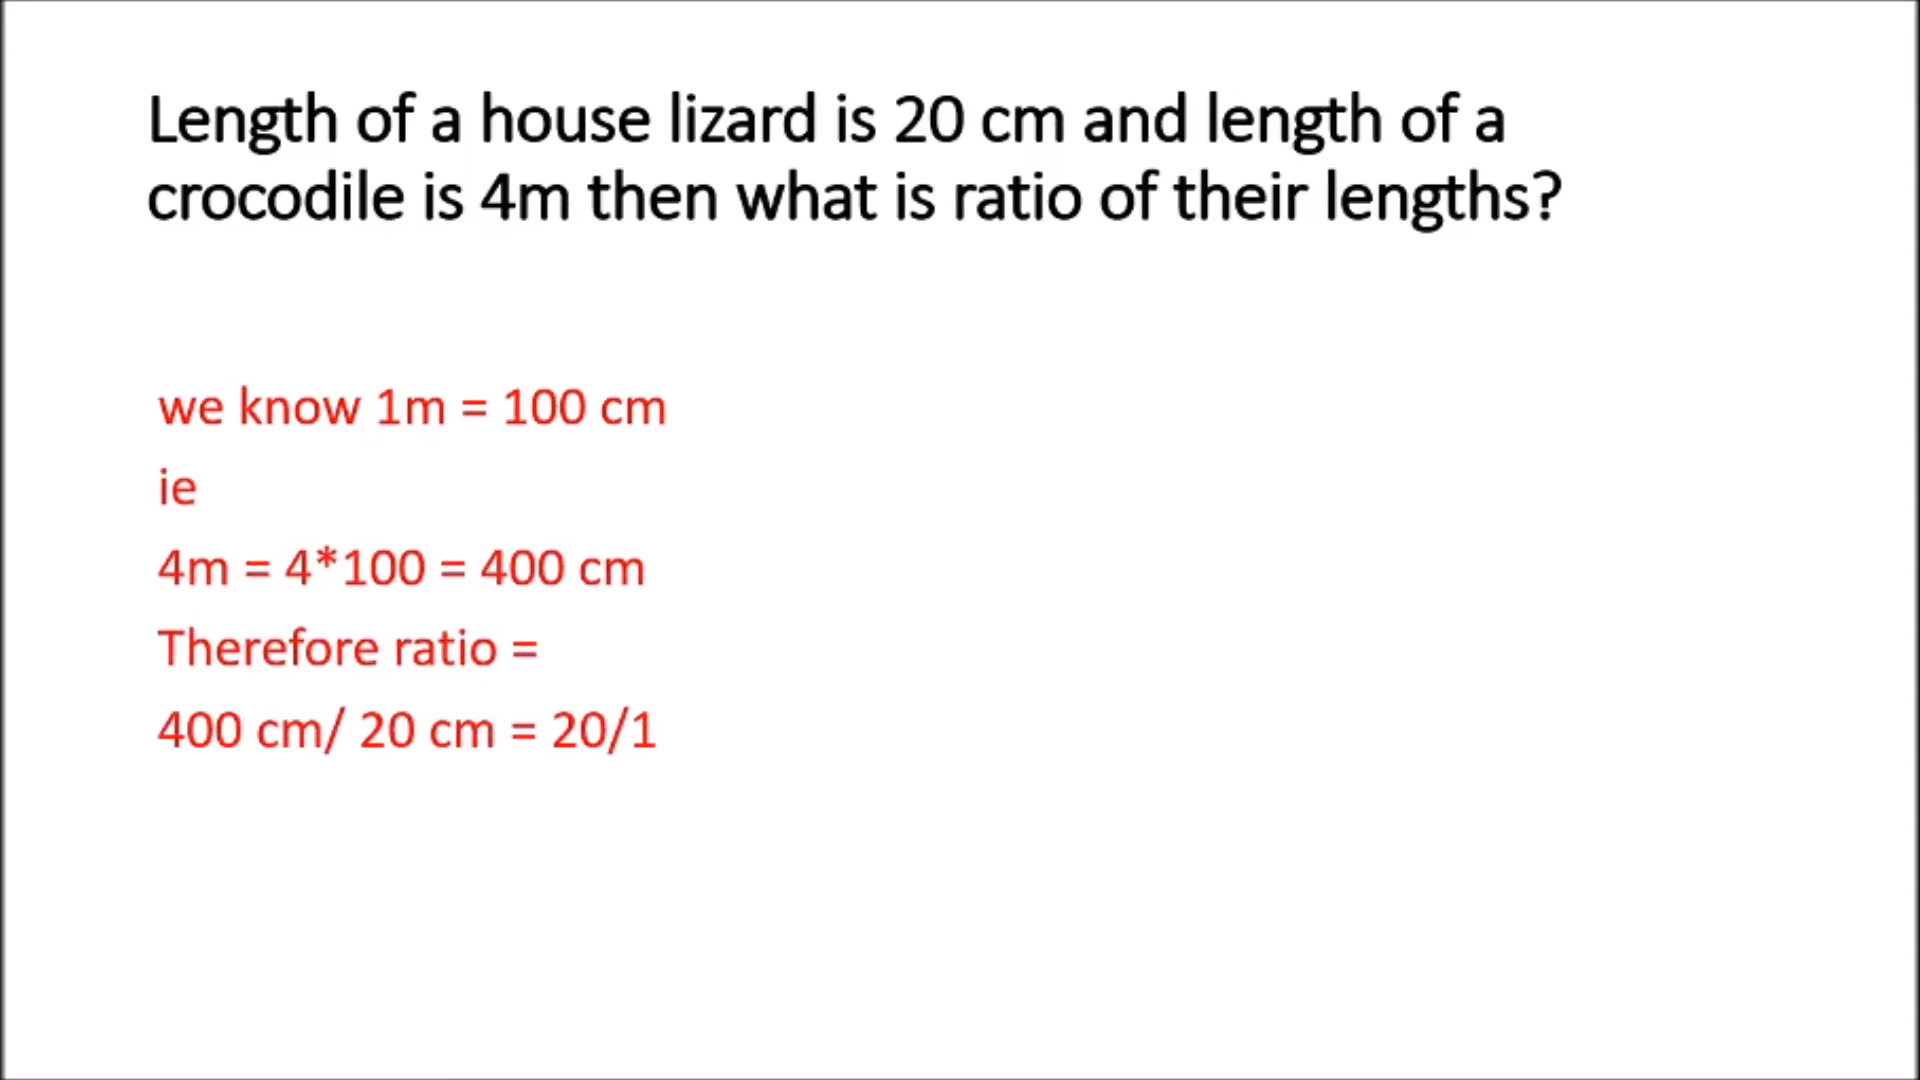 Length of a house lizard is 20 cm and length of a
crocodile is 4m then what is ratio of their lengths?
we know 1m = 100 cm
ie
4m = 4*100 = 400 cm
Therefore ratio =
400 cm/ 20 cm = 20/1